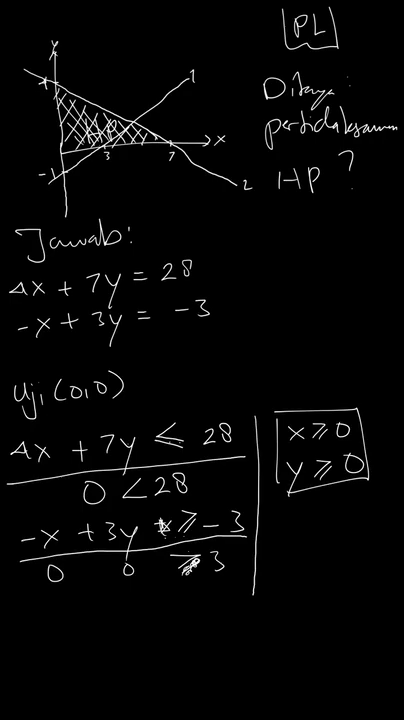 PL
y
4
1
HP
x
3
7
-1
2
Ditanya:
pertidaksamaan
HP ?
Jawab:
4x + 7y = 28
-x + 3y = -3
Uji (0,0)
4x + 7y ≤ 28
0 < 28
-x + 3y ≥ -3
0 0 3
x ≥ 0
y ≥ 0